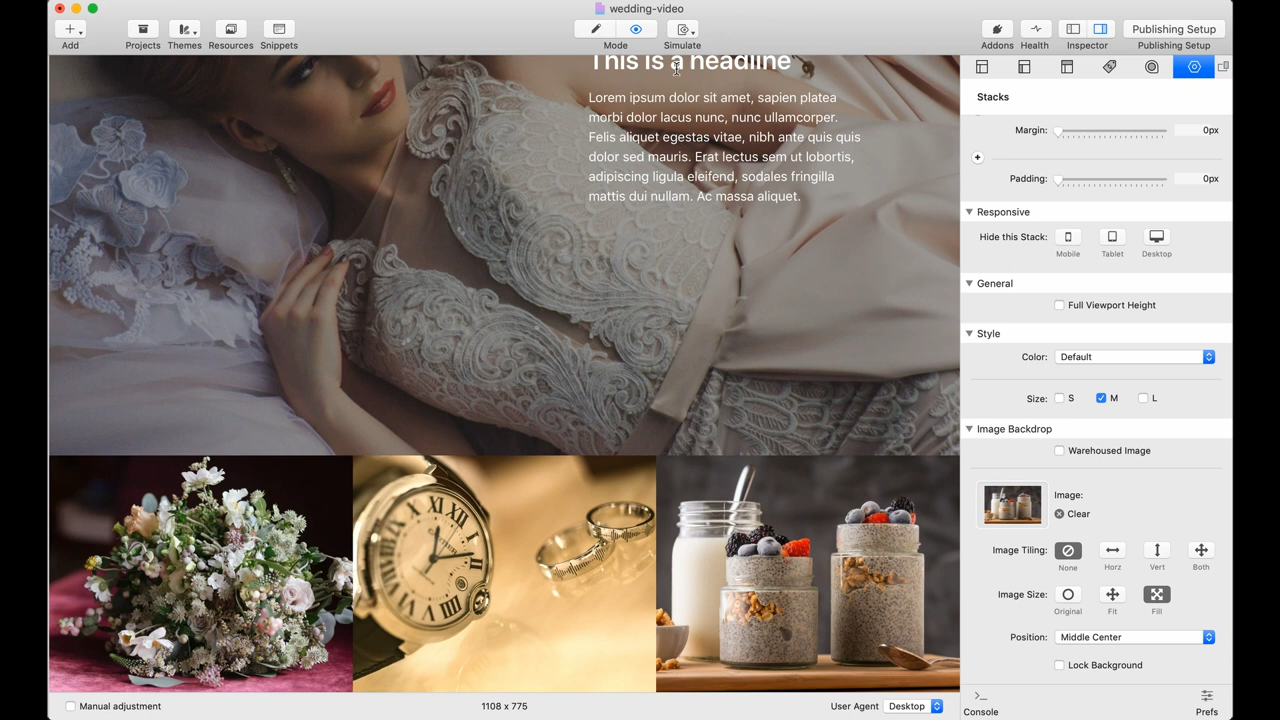 wedding-video
Add
Projects
Themes
Resources
Snippets
Mode
Simulate
Addons
Health
Inspector
Publishing Setup
Publishing Setup
This is a headline
Lorem ipsum dolor sit amet, sapien platea
morbi dolor lacus nunc, nunc ullamcorper.
Felis aliquet egestas vitae, nibh ante quis quis
dolor sed mauris. Erat lectus sem ut lobortis,
adipiscing ligula eleifend, sodales fringilla
mattis dui nullam. Ac massa aliquet.
Stacks
Margin: 0px
Padding: 0px
Responsive
Hide this Stack:
Mobile
Tablet
Desktop
General
Full Viewport Height
Style
Color: Default
Size: S M L
Image Backdrop
Warehoused Image
Image:
Clear
Image Tiling:
None
Horz
Vert
Both
Image Size:
Original
Fit
Fill
Position: Middle Center
Lock Background
Manual adjustment
1108 x 775
User Agent Desktop
Console
Prefs